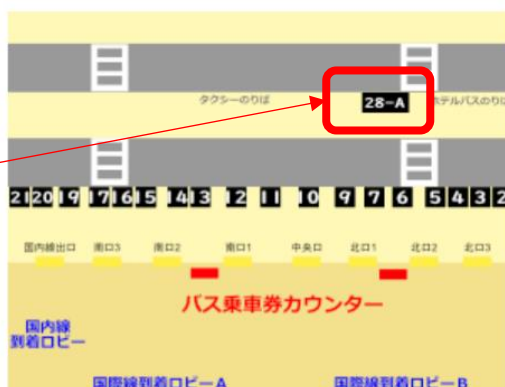 タクシーのりば 28-A ホテルバスのりば
21 20 19 17 16 15 14 13 12 11 10 9 7 6 5 4 3 2
国内線出口 南口3 南口2 南口1 中央口 北口1 北口2 北口3
バス乗車券カウンター
国内線
到着ロビー
国際線到着ロビーA 国際線到着ロビーB